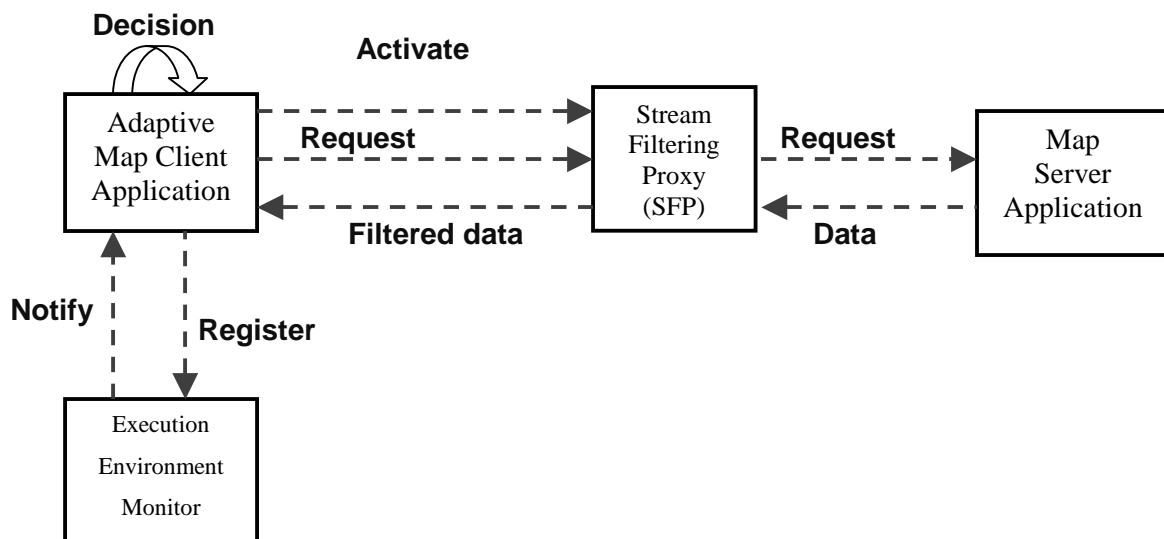 Decision
Activate
Adaptive
Map Client
Application
Request
Filtered data
Stream
Filtering
Proxy
(SFP)
Request
Data
Map
Server
Application
Notify
Register
Execution
Environment
Monitor